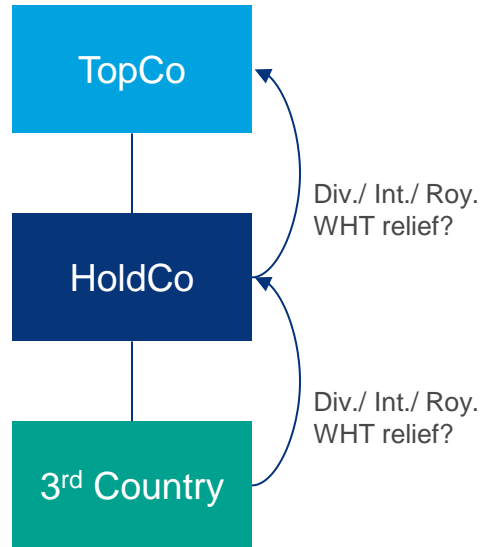 TopCo
Div./ Int./ Roy.
WHT relief?
HoldCo
Div./ Int./ Roy.
WHT relief?
3rd Country